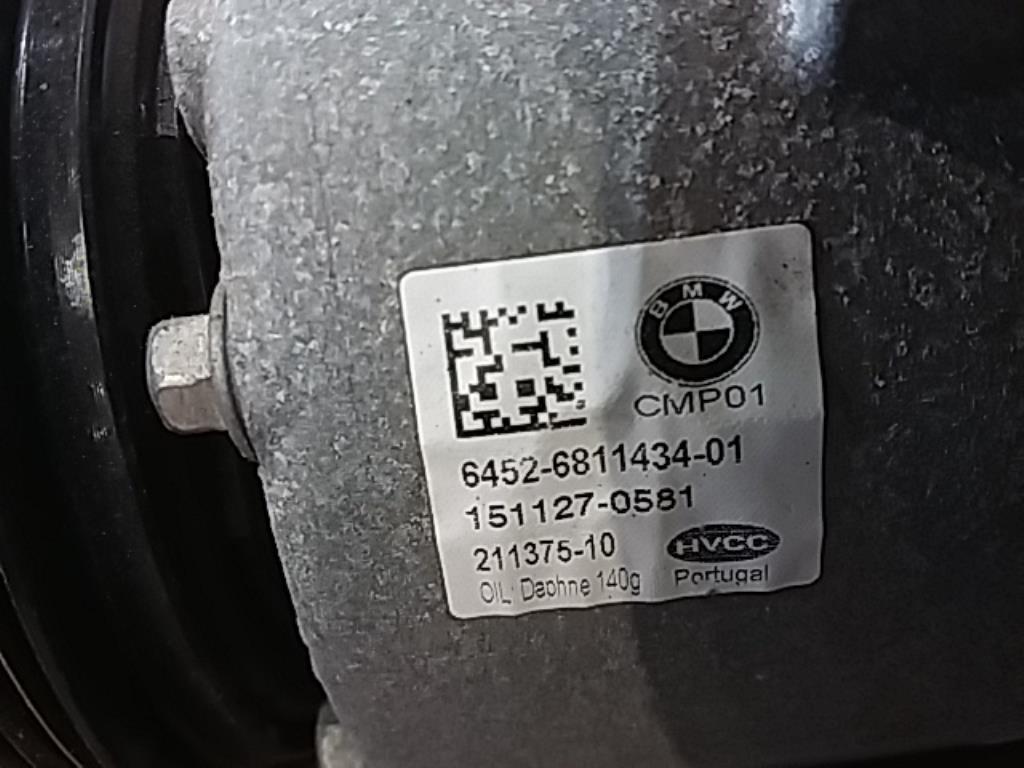 BMW
CMP01
6452-6811434-01
151127-0581
211375-10
HVCC
OIL: Daphne 140g
Portugal